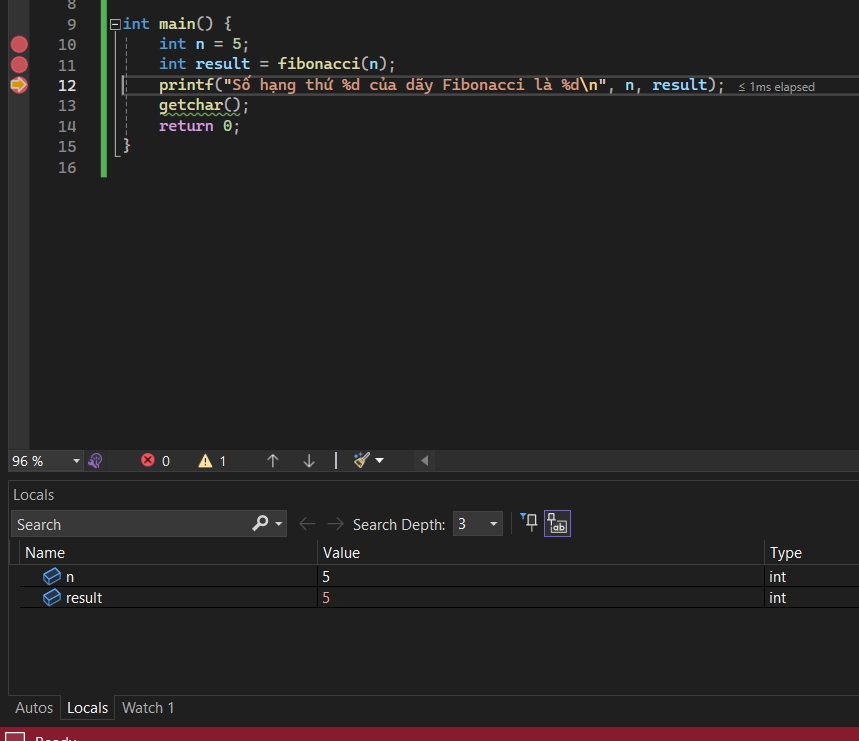 8
9 int main() {
10 int n = 5;
11 int result = fibonacci(n);
12 printf("Số hạng thứ %d của dãy Fibonacci là %d\n", n, result); ≤ 1ms elapsed
13 getchar();
14 return 0;
15 }
16
96 % 0 1
Locals
Search Search Depth: 3
Name Value Type
n 5 int
result 5 int
Autos Locals Watch 1
Ready